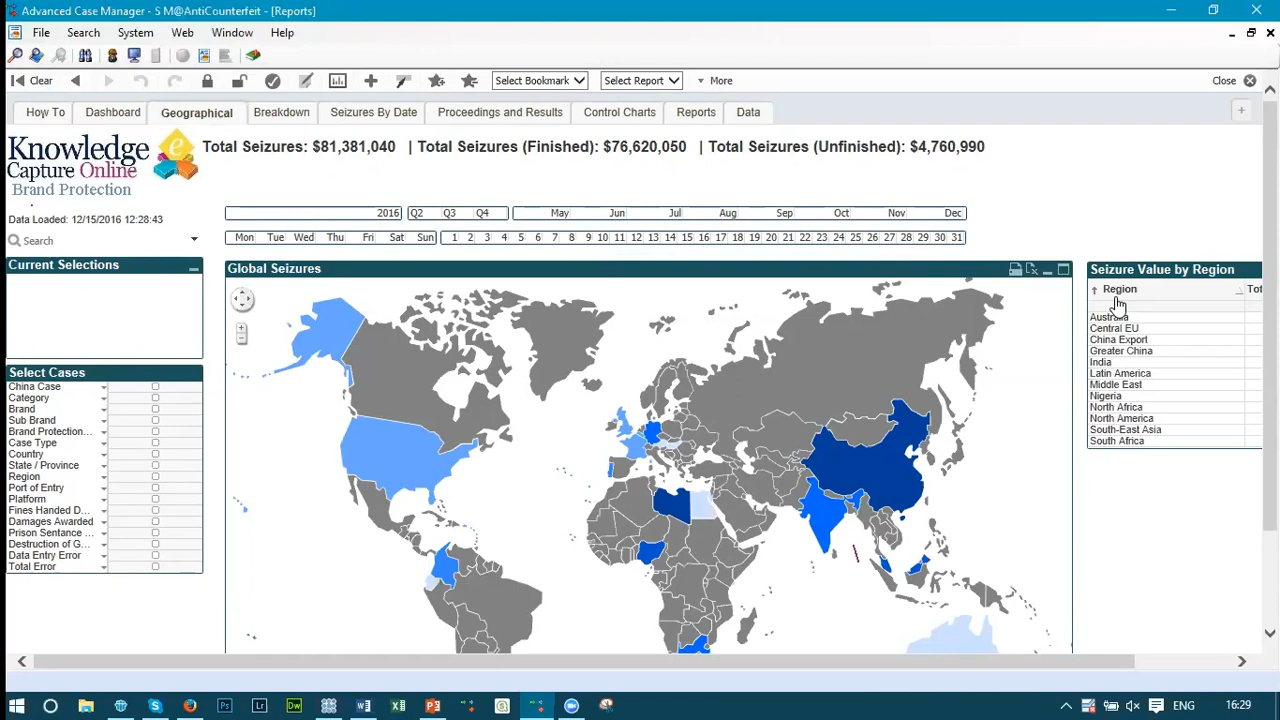 Advanced Case Manager - S M@AntiCounterfeit - [Reports]
File Search System Web Window Help
Clear Select Bookmark Select Report More Close
How To Dashboard Geographical Breakdown Seizures By Date Proceedings and Results Control Charts Reports Data
Knowledge
Capture Online
Brand Protection
Total Seizures: $81,381,040 | Total Seizures (Finished): $76,620,050 | Total Seizures (Unfinished): $4,760,990
Data Loaded: 12/15/2016 12:28:43
2016 Q2 Q3 Q4 May Jun Jul Aug Sep Oct Nov Dec
Mon Tue Wed Thu Fri Sat Sun 1 2 3 4 5 6 7 8 9 10 11 12 13 14 15 16 17 18 19 20 21 22 23 24 25 26 27 28 29 30 31
Search
Current Selections
Select Cases
China Case
Category
Brand
Sub Brand
Brand Protection...
Case Type
Country
State / Province
Region
Port of Entry
Platform
Fines Handed D...
Damages Awarded
Prison Sentence ...
Destruction of G...
Data Entry Error
Total Error
Global Seizures
Seizure Value by Region
Region Tot
Central EU
China Export
Greater China
India
Latin America
Middle East
Nigeria
North Africa
North America
South-East Asia
South Africa
ENG 16:29